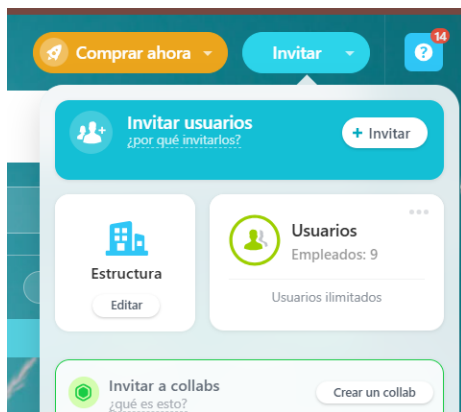 14
Comprar ahora
Invitar
?
Invitar usuarios
¿por qué invitarlos?
+ Invitar
Estructura
Editar
Usuarios
Empleados: 9
Usuarios ilimitados
Invitar a collabs
¿qué es esto?
Crear un collab